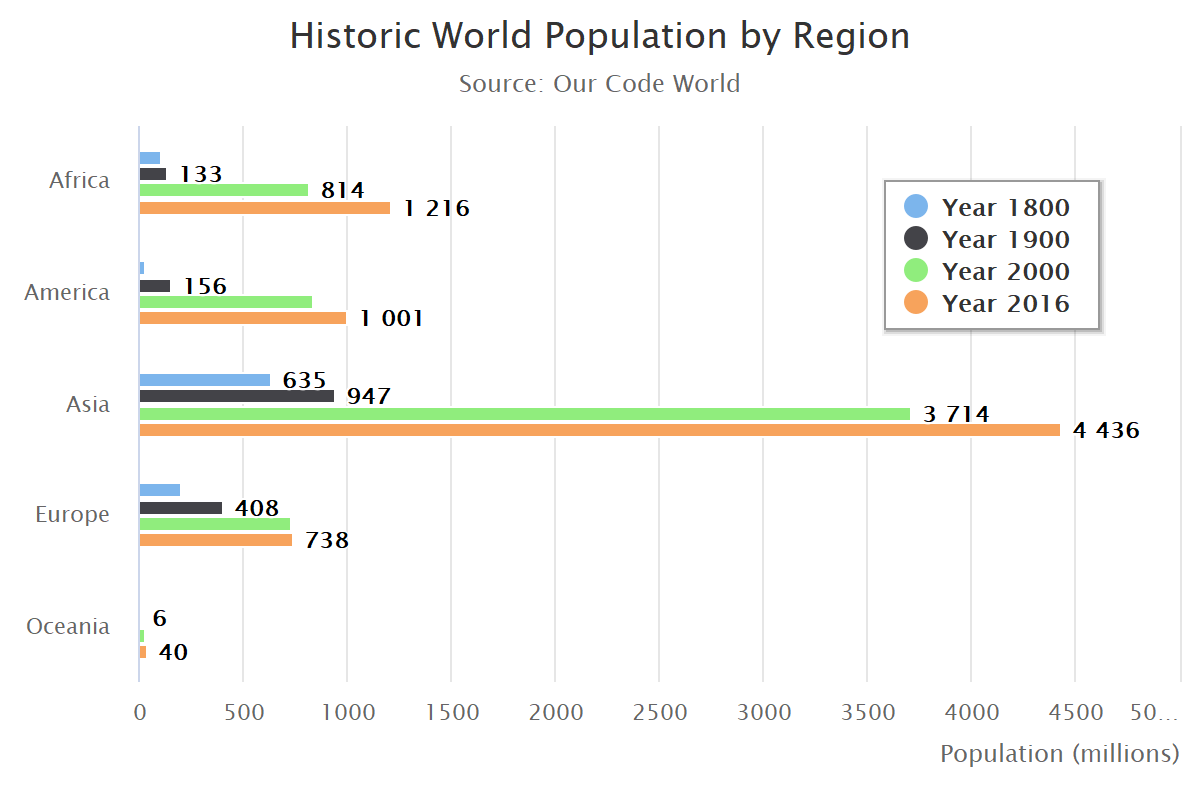 Historic World Population by Region
Source: Our Code World
Africa
133
814
1 216
America
156
1 001
Asia
635
947
3 714
4 436
Europe
408
738
Oceania
6
40
Year 1800
Year 1900
Year 2000
Year 2016
0 500 1000 1500 2000 2500 3000 3500 4000 4500 50...
Population (millions)